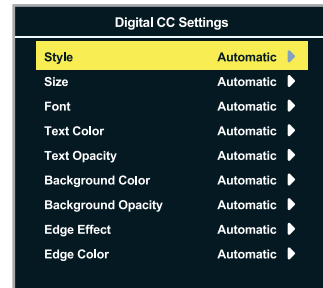 Digital CC Settings
Style Automatic
Size Automatic
Font Automatic
Text Color Automatic
Text Opacity Automatic
Background Color Automatic
Background Opacity Automatic
Edge Effect Automatic
Edge Color Automatic